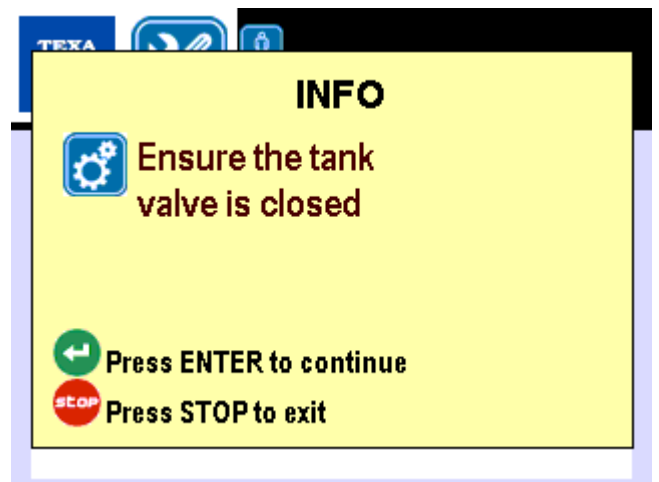 TEXA
INFO
Ensure the tank
valve is closed
Press ENTER to continue
stop
Press STOP to exit